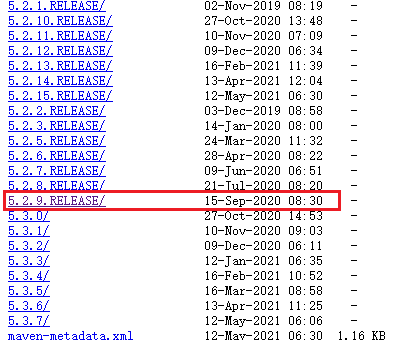 5.2.1.RELEASE/ 02-Nov-2019 08:19 -
5.2.10.RELEASE/ 27-Oct-2020 13:48 -
5.2.11.RELEASE/ 10-Nov-2020 07:09 -
5.2.12.RELEASE/ 09-Dec-2020 06:34 -
5.2.13.RELEASE/ 16-Feb-2021 11:39 -
5.2.14.RELEASE/ 13-Apr-2021 12:04 -
5.2.15.RELEASE/ 12-May-2021 06:30 -
5.2.2.RELEASE/ 03-Dec-2019 08:58 -
5.2.3.RELEASE/ 14-Jan-2020 08:00 -
5.2.4.RELEASE/ 24-Mar-2020 11:32 -
5.2.6.RELEASE/ 28-Apr-2020 08:22 -
5.2.7.RELEASE/ 09-Jun-2020 06:51 -
5.2.8.RELEASE/ 21-Jul-2020 08:20 -
5.2.9.RELEASE/ 15-Sep-2020 08:30 -
5.3.0/ 27-Oct-2020 14:53 -
5.3.1/ 10-Nov-2020 09:03 -
5.3.2/ 09-Dec-2020 06:11 -
5.3.3/ 12-Jan-2021 06:35 -
5.3.4/ 16-Feb-2021 10:52 -
5.3.5/ 16-Mar-2021 08:58 -
5.3.6/ 13-Apr-2021 11:25 -
5.3.7/ 12-May-2021 06:06 -
maven-metadata.xml 12-May-2021 06:30 1.16 KB